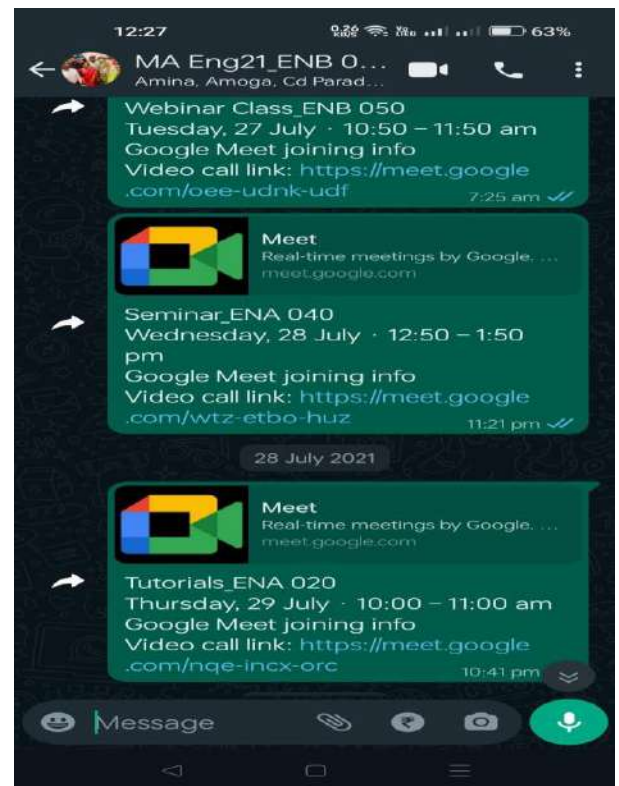 12:27
0.26 KB/S
63%
MA Eng21_ENB 0...
Amina, Amoga, Cd Parad...
Webinar Class_ENB 050
Tuesday, 27 July · 10:50 – 11:50 am
Google Meet joining info
Video call link: https://meet.google
.com/oee-udnk-udf
7:25 am
Meet
Real-time meetings by Google. ...
meet.google.com
Seminar_ENA 040
Wednesday, 28 July · 12:50 – 1:50
pm
Google Meet joining info
Video call link: https://meet.google
.com/wtz-etbo-huz
11:21 pm
28 July 2021
Meet
Real-time meetings by Google. ...
meet.google.com
Tutorials_ENA 020
Thursday, 29 July · 10:00 – 11:00 am
Google Meet joining info
Video call link: https://meet.google
.com/nqe-incx-orc
10:41 pm
Message